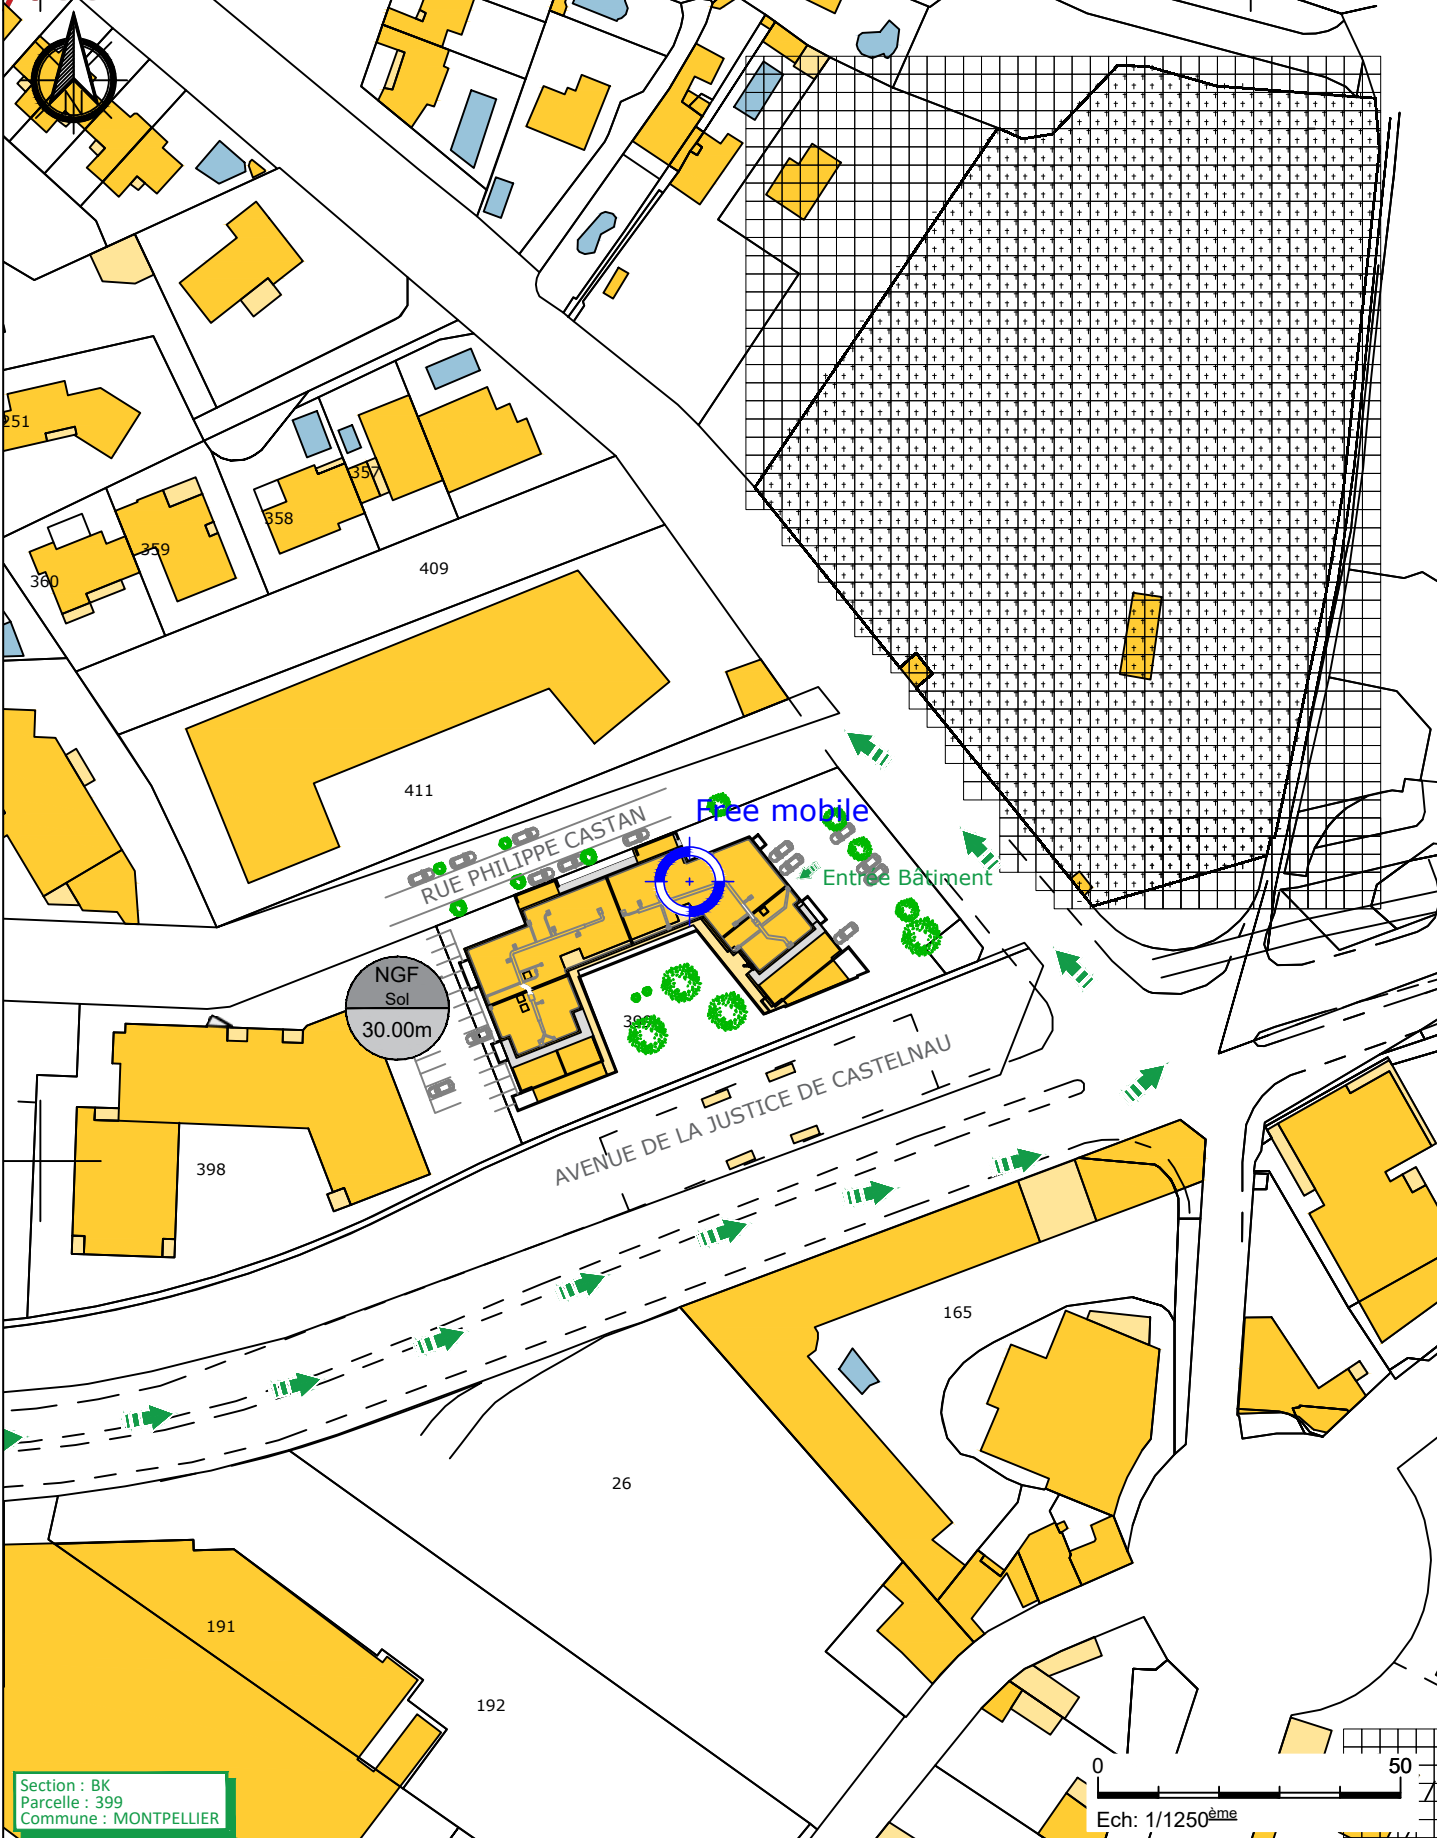 251
357
358
359
360
409
411
Free mobile
RUE PHILIPPE CASTAN
Entrée Bâtiment
NGF
Sol
30.00m
399
AVENUE DE LA JUSTICE DE CASTELNAU
398
165
26
191
192
Section : BK
Parcelle : 399
Commune : MONTPELLIER
0 50
Ech: 1/1250ème